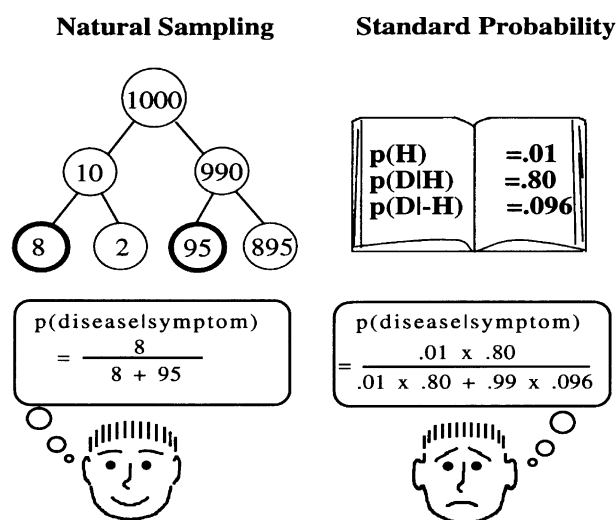 Natural Sampling
1000
10
990
8
2
95
895
p(disease|symptom)
= 8
8 + 95
Standard Probability
p(H) =.01
p(D|H) =.80
p(D|-H) =.096
p(disease|symptom)
= .01 x .80
.01 x .80 + .99 x .096